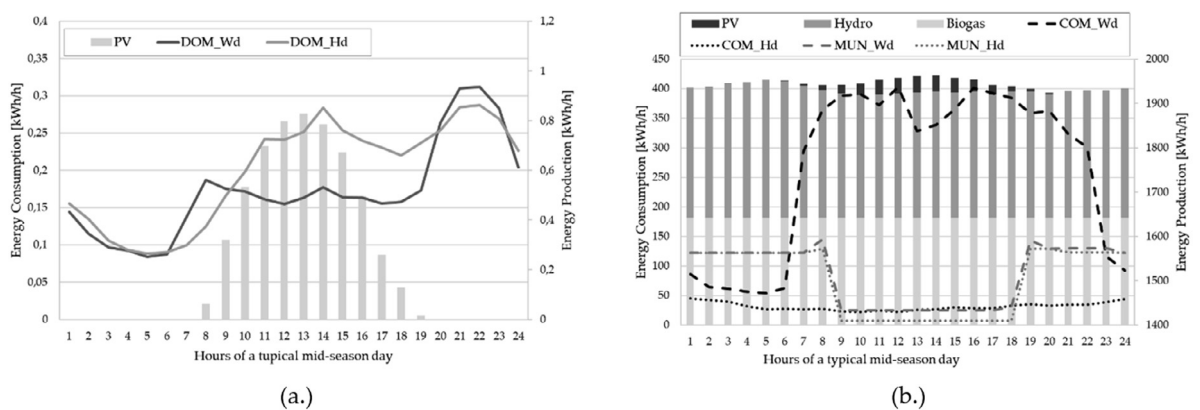 0,4
0,35
0,3
0,25
0,2
0,15
0,1
0,05
0
Energy Consumption [kWh/h]
PV DOM_Wd DOM_Hd
1,2
1
0,8
0,6
0,4
0,2
0
Energy Production [kWh/h]
1 2 3 4 5 6 7 8 9 10 11 12 13 14 15 16 17 18 19 20 21 22 23 24
Hours of a tupical mid-season day
(a.)
PV Hydro Biogas COM_Wd
COM_Hd MUN_Wd MUN_Hd
450
400
350
300
250
200
150
100
50
0
Energy Consumption [kWh/h]
2000
1900
1800
1700
1600
1500
1400
Energy Production [kWh/h]
1 2 3 4 5 6 7 8 9 10 11 12 13 14 15 16 17 18 19 20 21 22 23 24
Hours of a typical mid-season day
(b.)